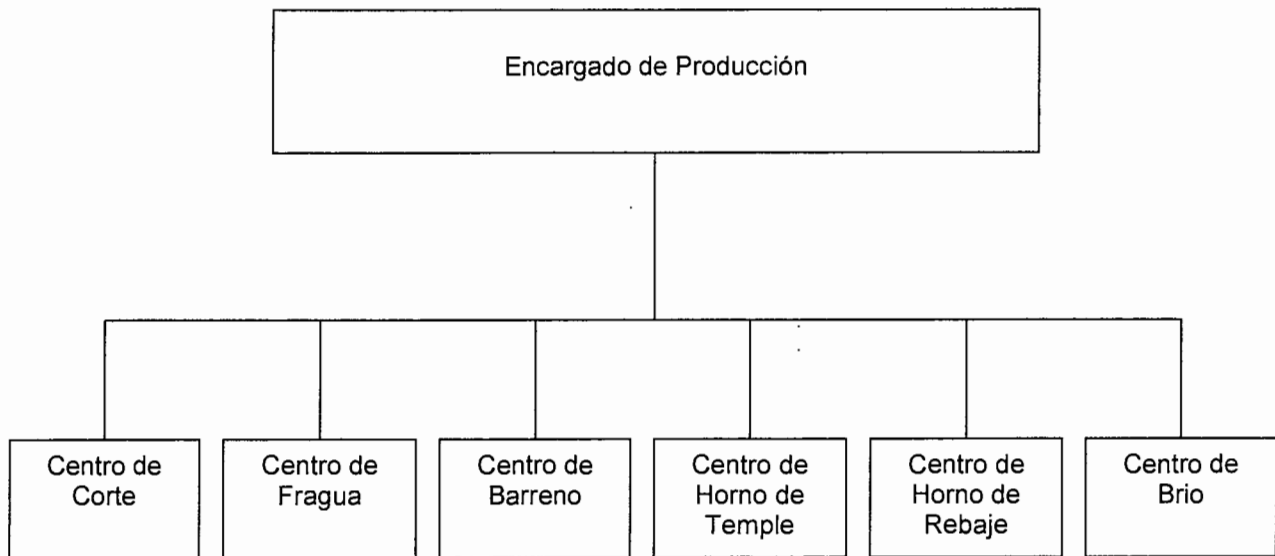 Encargado de Producción
Centro de
Corte
Centro de
Fragua
Centro de
Barreno
Centro de
Horno de
Temple
Centro de
Horno de
Rebaje
Centro de
Brio